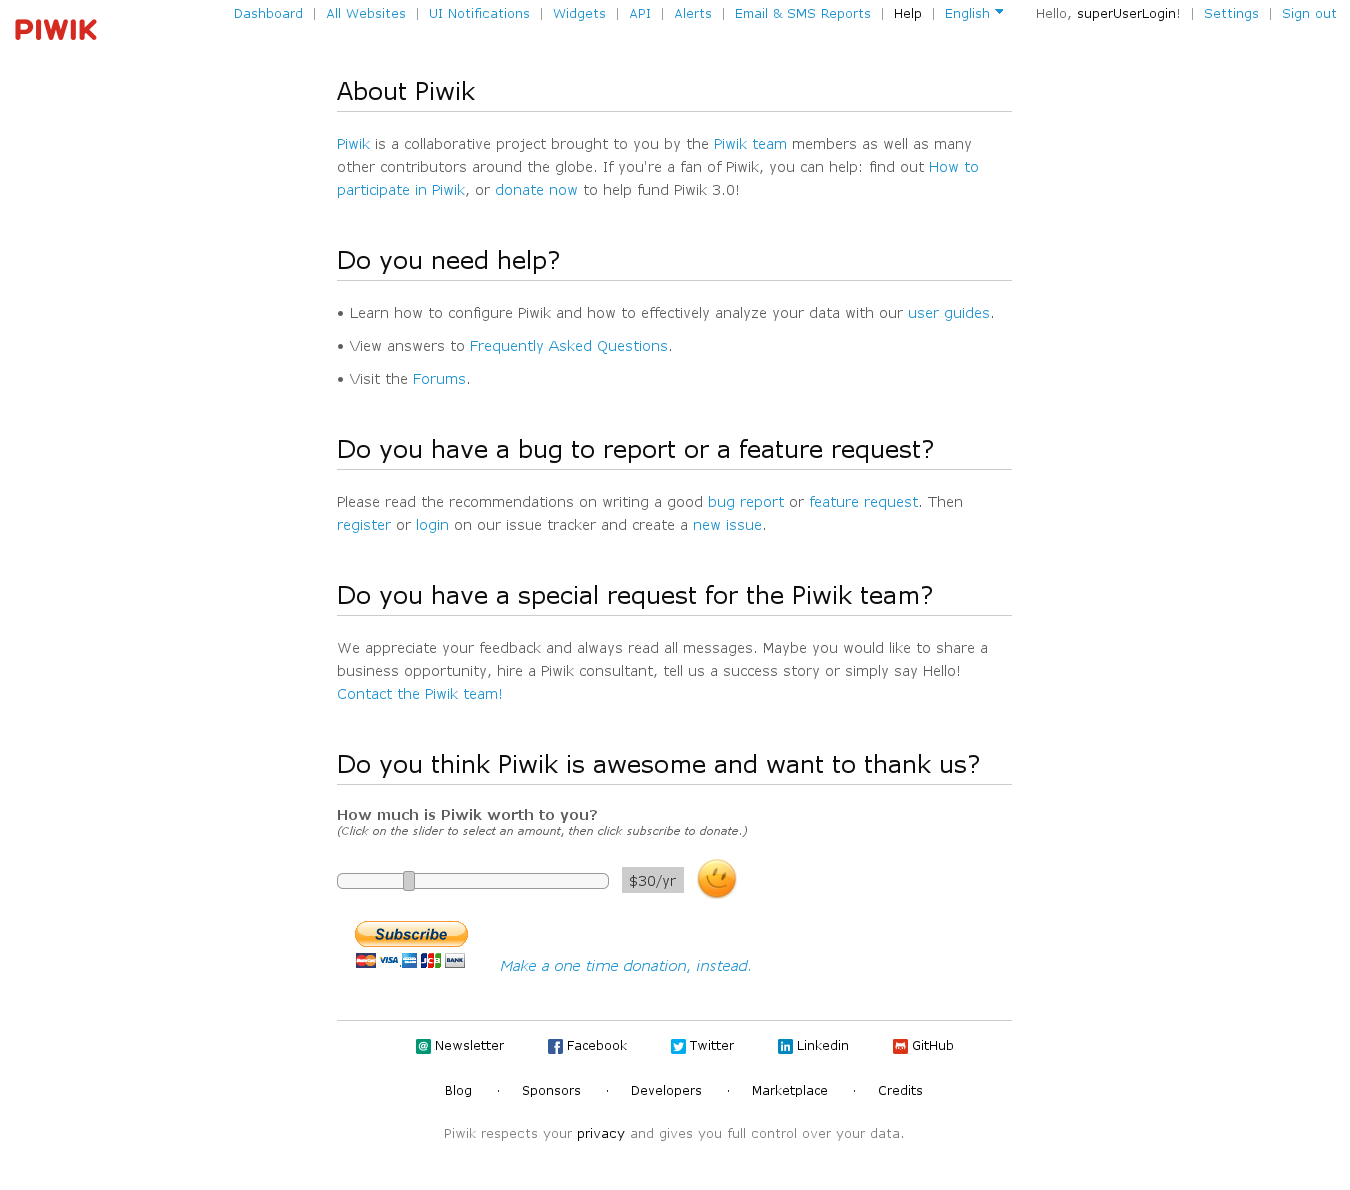 PIWIK
Dashboard | All Websites | UI Notifications | Widgets | API | Alerts | Email & SMS Reports | Help | English Hello, superUserLogin! | Settings | Sign out
About Piwik
Piwik is a collaborative project brought to you by the Piwik team members as well as many
other contributors around the globe. If you're a fan of Piwik, you can help: find out How to
participate in Piwik, or donate now to help fund Piwik 3.0!
Do you need help?
• Learn how to configure Piwik and how to effectively analyze your data with our user guides.
• View answers to Frequently Asked Questions.
• Visit the Forums.
Do you have a bug to report or a feature request?
Please read the recommendations on writing a good bug report or feature request. Then
register or login on our issue tracker and create a new issue.
Do you have a special request for the Piwik team?
We appreciate your feedback and always read all messages. Maybe you would like to share a
business opportunity, hire a Piwik consultant, tell us a success story or simply say Hello!
Contact the Piwik team!
Do you think Piwik is awesome and want to thank us?
How much is Piwik worth to you?
(Click on the slider to select an amount, then click subscribe to donate.)
$30/yr
Subscribe
MasterCard VISA JCB BANK
Make a one time donation, instead.
Newsletter Facebook Twitter Linkedin GitHub
Blog · Sponsors · Developers · Marketplace · Credits
Piwik respects your privacy and gives you full control over your data.